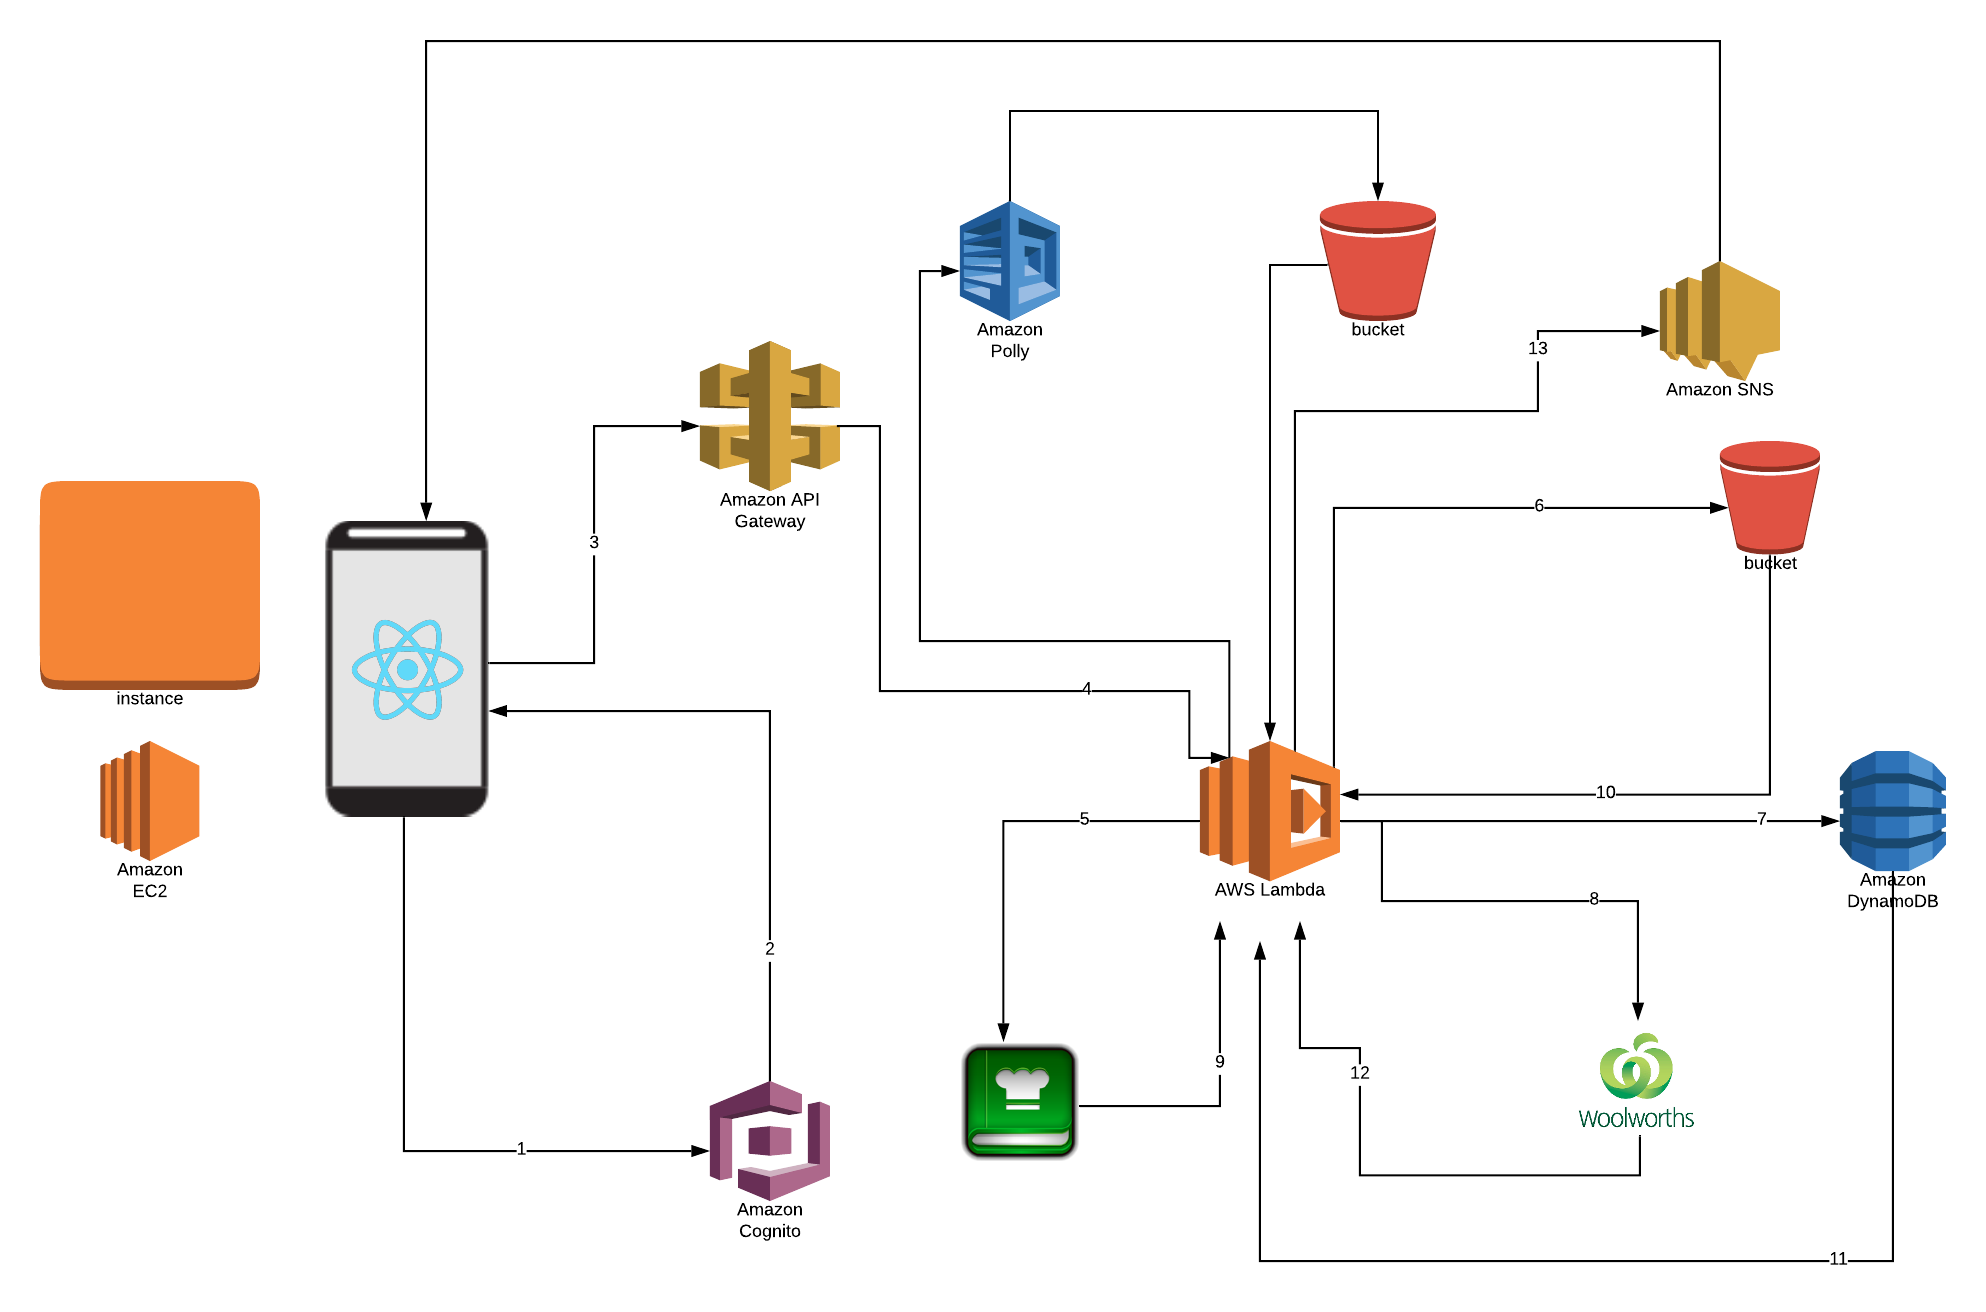 Amazon
Polly
bucket
13
Amazon SNS
Amazon API
Gateway
6
3
bucket
instance
4
10
5
7
Amazon
EC2
AWS Lambda
Amazon
DynamoDB
8
2
9
12
Woolworths
1
Amazon
Cognito
11